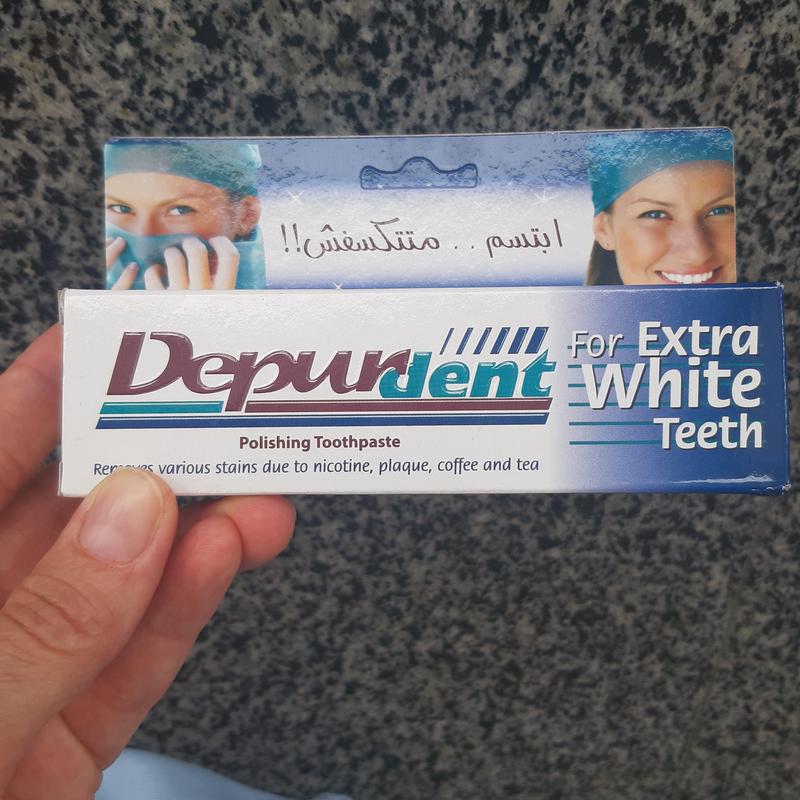 ابتسم .. متتكسفش!!
Depurdent
For Extra
White
Teeth
Polishing Toothpaste
Removes various stains due to nicotine, plaque, coffee and tea